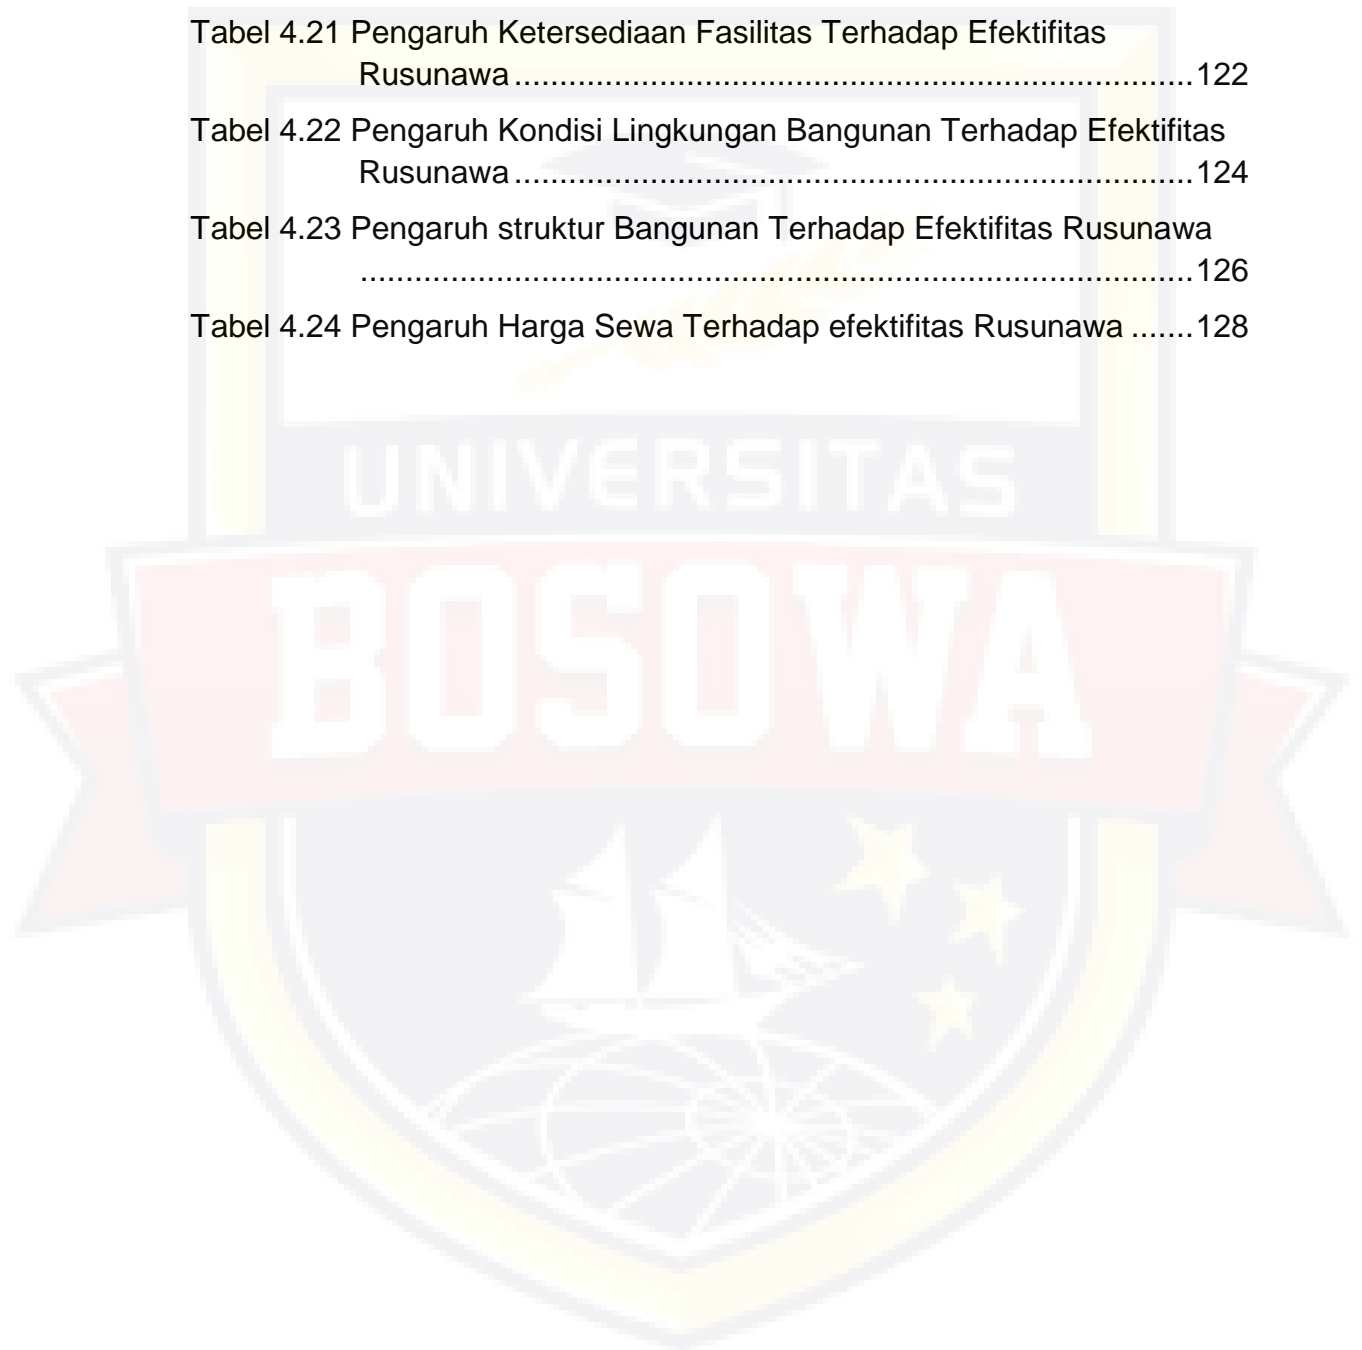 Tabel 4.21 Pengaruh Ketersediaan Fasilitas Terhadap Efektifitas
Rusunawa..........................................................................122
Tabel 4.22 Pengaruh Kondisi Lingkungan Bangunan Terhadap Efektifitas
Rusunawa..........................................................................124
Tabel 4.23 Pengaruh struktur Bangunan Terhadap Efektifitas Rusunawa
...........................................................................................126
Tabel 4.24 Pengaruh Harga Sewa Terhadap efektifitas Rusunawa .......128
UNIVERSITAS
BOSOWA